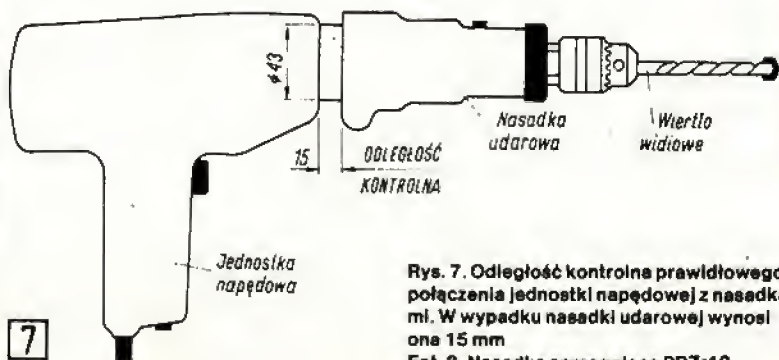 ø43
15
ODLEGŁOŚĆ
KONTROLNA
Nasadka
udarowa
Wiertło
widiowe
Jednostka
napędowa
7
Rys. 7. Odległość kontrolna prawidłowego
połączenia jednostki napędowej z nasadka
mi. W wypadku nasadki udarowej wynosi
ona 15 mm